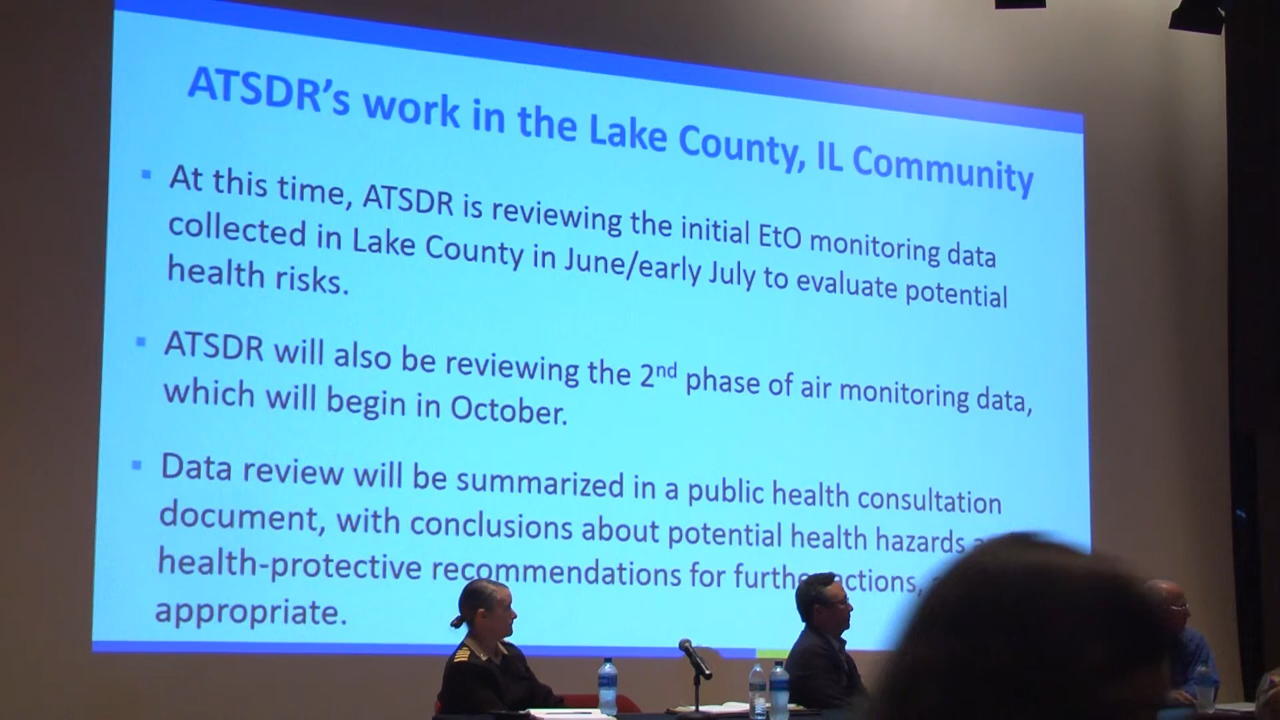 ATSDR's work in the Lake County, IL Community
▪ At this time, ATSDR is reviewing the initial EtO monitoring data
collected in Lake County in June/early July to evaluate potential
health risks.
▪ ATSDR will also be reviewing the 2nd phase of air monitoring data,
which will begin in October.
▪ Data review will be summarized in a public health consultation
document, with conclusions about potential health hazards
health-protective recommendations for further actions,
appropriate.